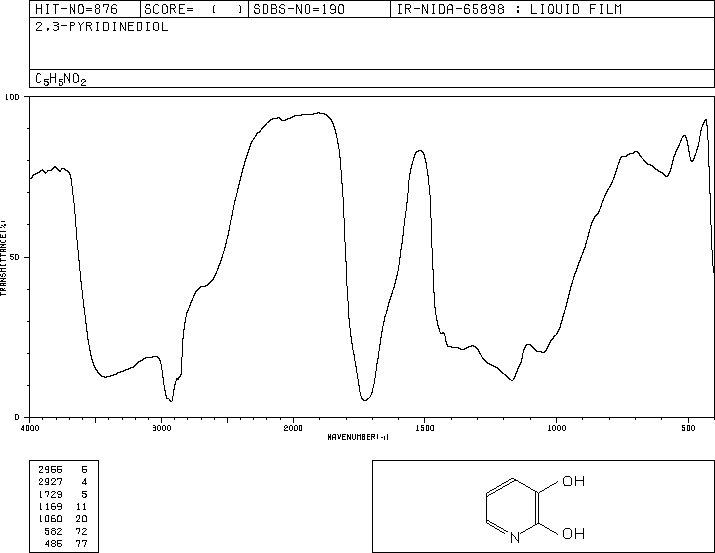 HIT-NO=876 SCORE= ( ) SDBS-NO=190 IR-NIDA-65898 : LIQUID FILM
2,3-PYRIDINEDIOL
C5H5NO2
100
50
0
TRANSMITTANCE(%)
4000 3000 2000 1500 1000 500
WAVENUMBER(-1)
2966 6
2927 4
1729 5
1169 11
1060 20
582 72
486 77
OH
OH
N